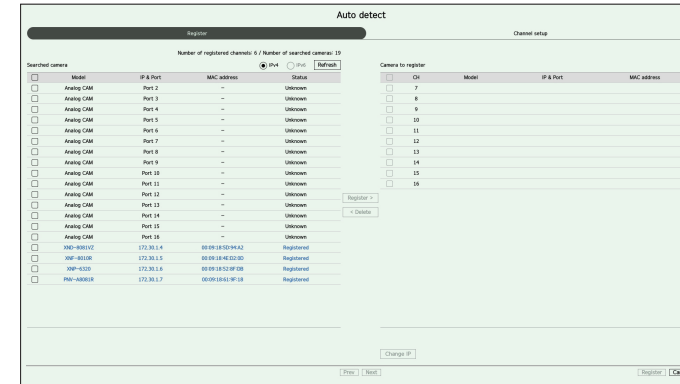 Auto detect
Register
Channel setup
Number of registered channels: 6 / Number of searched cameras: 19
Searched camera
IPv4 IPv6 Refresh
Model IP & Port MAC address Status
Analog CAM Port 2 - Unknown
Analog CAM Port 3 - Unknown
Analog CAM Port 4 - Unknown
Analog CAM Port 5 - Unknown
Analog CAM Port 6 - Unknown
Analog CAM Port 7 - Unknown
Analog CAM Port 8 - Unknown
Analog CAM Port 9 - Unknown
Analog CAM Port 10 - Unknown
Analog CAM Port 11 - Unknown
Analog CAM Port 12 - Unknown
Analog CAM Port 13 - Unknown
Analog CAM Port 14 - Unknown
Analog CAM Port 15 - Unknown
Analog CAM Port 16 - Unknown
XND-8081VZ 172.30.1.4 00:09:18:5D:94:A2 Registered
XNF-8010R 172.30.1.5 00:09:18:4E:D2:0D Registered
XNP-6320 172.30.1.6 00:09:18:52:8F:DB Registered
PNV-A9081R 172.30.1.7 00:09:18:61:9F:18 Registered
Register >
< Delete
Camera to register
CH Model IP & Port MAC address
7
8
9
10
11
12
13
14
15
16
Change IP
Prev Next
Register Ca